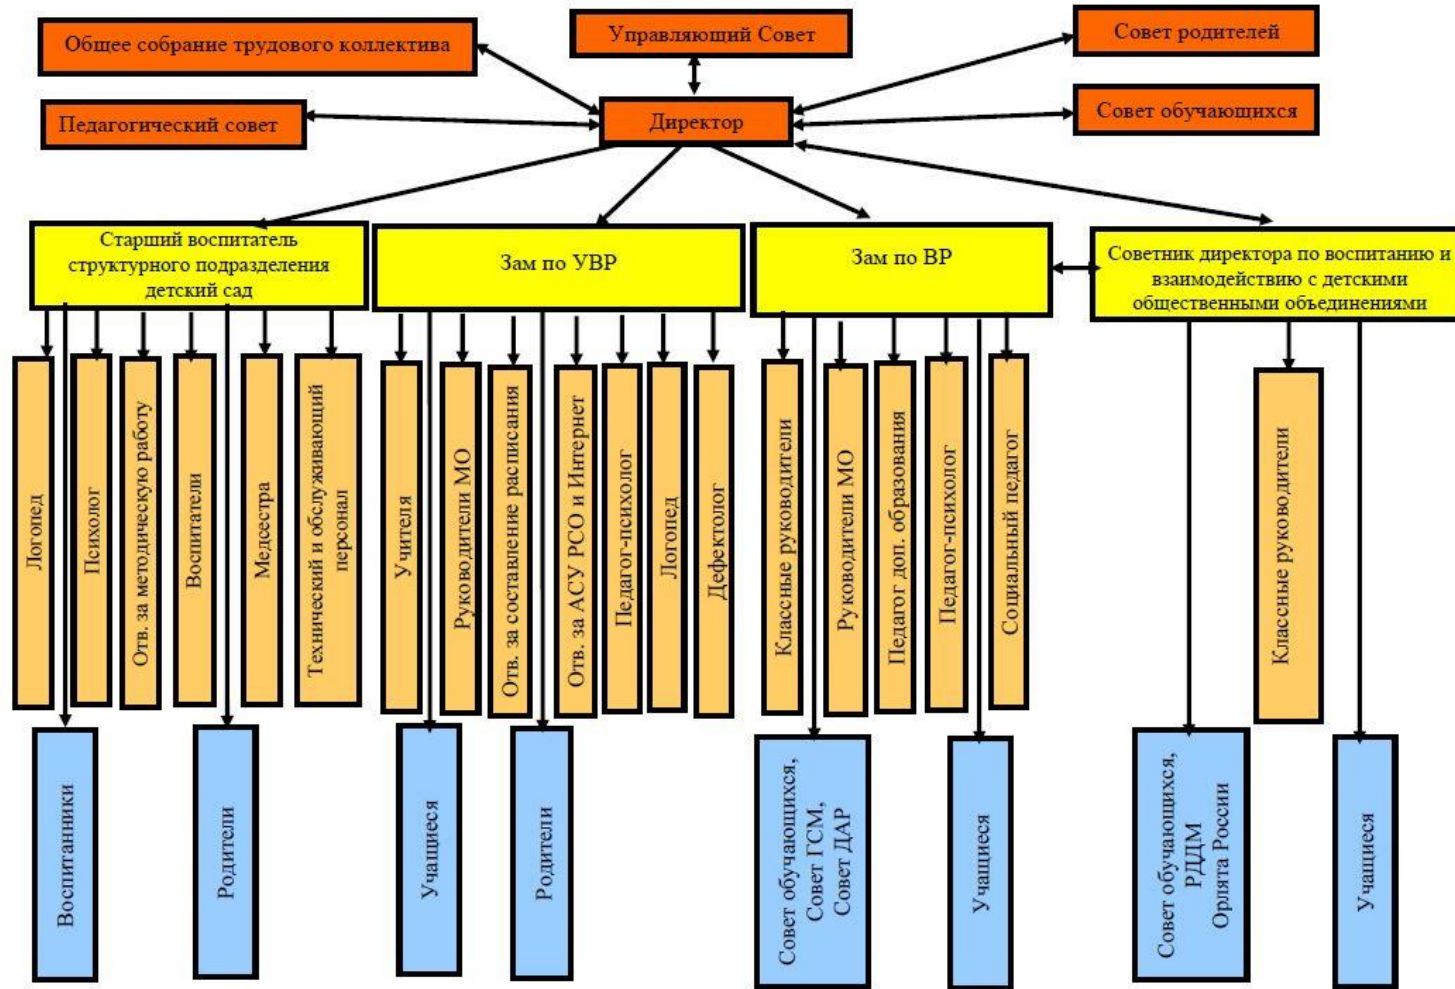 Общее собрание трудового коллектива
Управляющий Совет
Совет родителей
Педагогический совет
Директор
Совет обучающихся
Старший воспитатель
структурного подразделения
детский сад
Зам по УВР
Зам по ВР
Советник директора по воспитанию и
взаимодействию с детскими
общественными объединениями
Логопед
Психолог
Отв. за методическую работу
Воспитатели
Медсестра
Технический и обслуживающий
персонал
Учителя
Руководители МО
Отв. за составление расписания
Отв. за АСУ РСО и Интернет
Педагог-психолог
Логопед
Дефектолог
Классные руководители
Руководители МО
Педагог доп. образования
Педагог-психолог
Социальный педагог
Классные руководители
Воспитанники
Родители
Учащиеся
Родители
Совет обучающихся,
Совет ГСМ,
Совет ДАР
Учащиеся
Совет обучающихся,
РДДМ
Орлята России
Учащиеся